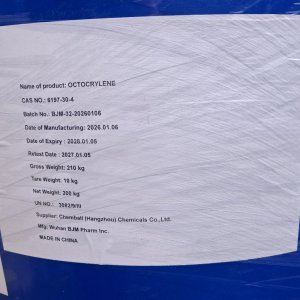 Name of product: OCTOCRYLENE
CAS NO.: 6197-30-4
Batch No.: BJM-02-20260106
Date of Manufacturing: 2026.01.06
Date of Expiry : 2028.01.05
Retest Date : 2027.01.05
Gross Weight: 210 kg
Tare Weight: 10 kg
Net Weight: 200 kg
UN NO.: 3082/9/III
Supplier: Chemball (Hangzhou) Chemicals Co.,Ltd.
Mfg: Wuhan BJM Pharm Inc.
MADE IN CHINA